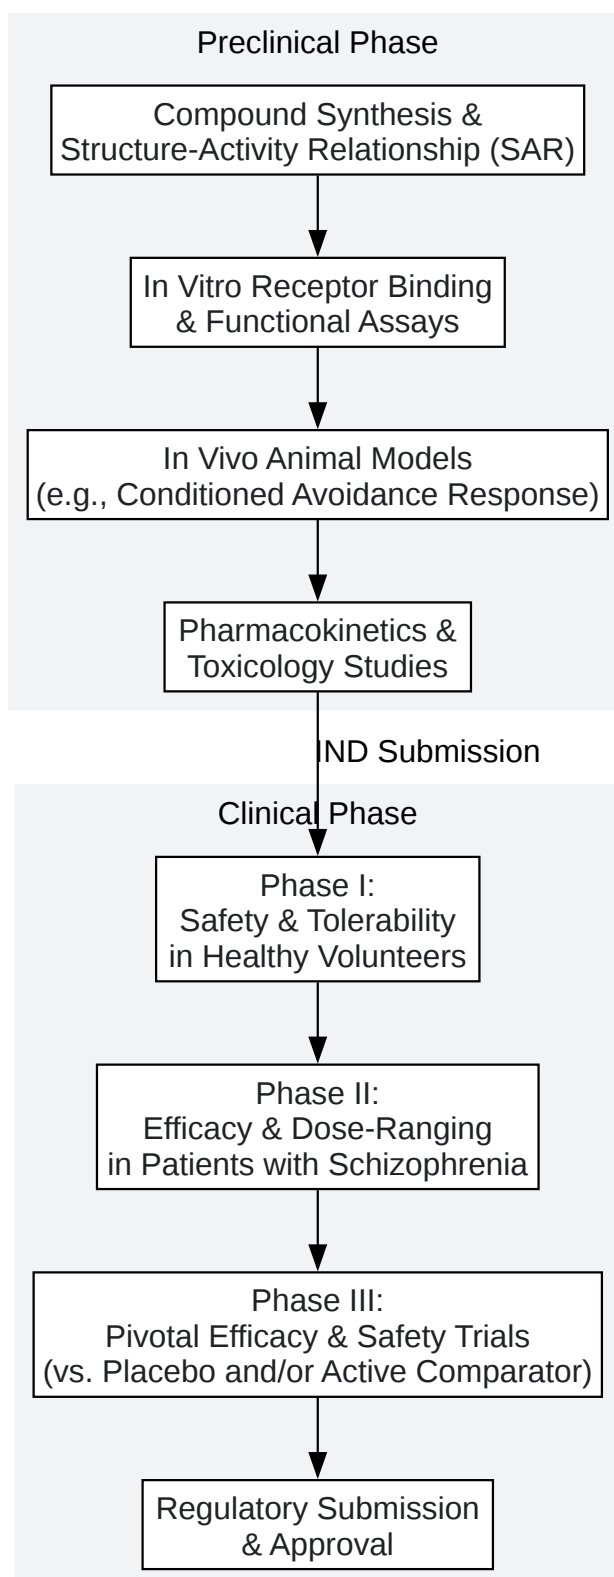 Preclinical Phase
Compound Synthesis &
Structure-Activity Relationship (SAR)
In Vitro Receptor Binding
& Functional Assays
In Vivo Animal Models
(e.g., Conditioned Avoidance Response)
Pharmacokinetics &
Toxicology Studies
IND Submission
Clinical Phase
Phase I:
Safety & Tolerability
in Healthy Volunteers
Phase II:
Efficacy & Dose-Ranging
in Patients with Schizophrenia
Phase III:
Pivotal Efficacy & Safety Trials
(vs. Placebo and/or Active Comparator)
Regulatory Submission
& Approval